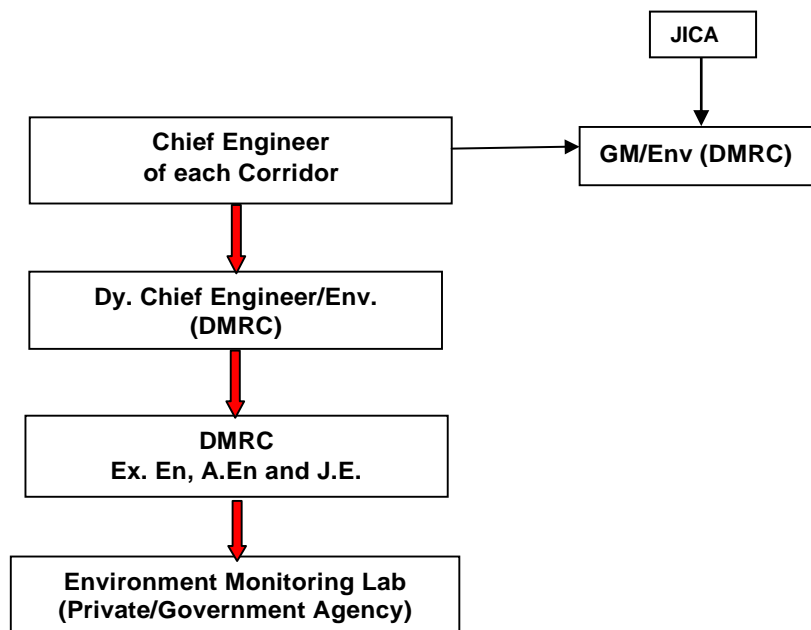 JICA
Chief Engineer
of each Corridor
GM/Env (DMRC)
Dy. Chief Engineer/Env.
(DMRC)
DMRC
Ex. En, A.En and J.E.
Environment Monitoring Lab
(Private/Government Agency)